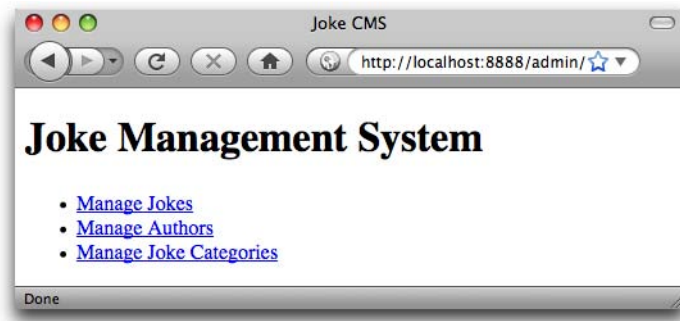 Joke CMS
http://localhost:8888/admin/
Joke Management System
Manage Jokes
Manage Authors
Manage Joke Categories
Done